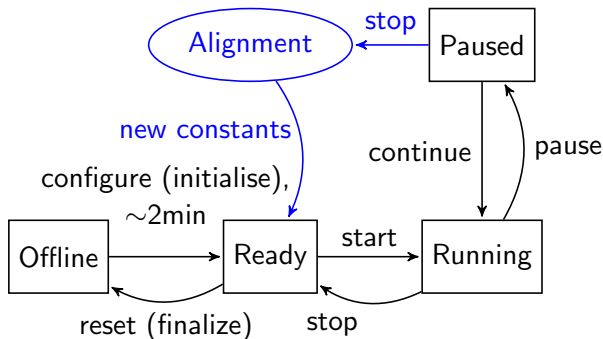 stop
Alignment
Paused
new constants
continue
pause
configure (initialise),
∼2min
Offline
Ready
start
Running
reset (finalize)
stop